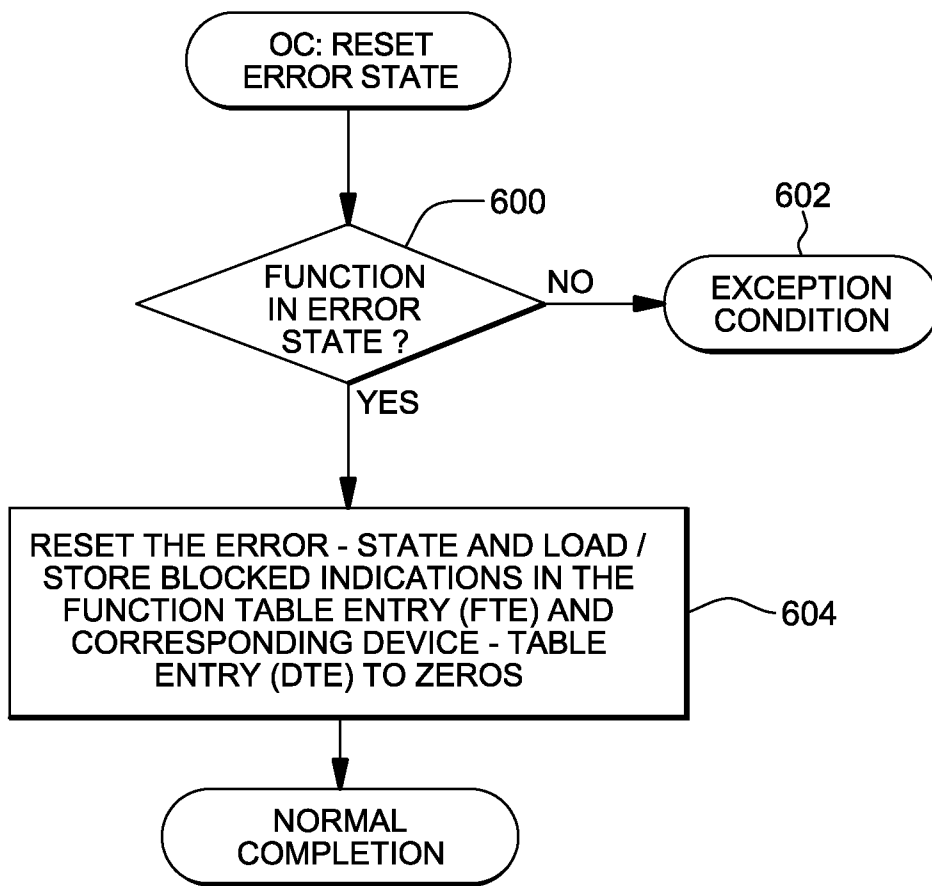 OC: RESET
ERROR STATE
600
FUNCTION
IN ERROR
STATE ?
NO
602
EXCEPTION
CONDITION
YES
RESET THE ERROR - STATE AND LOAD /
STORE BLOCKED INDICATIONS IN THE
FUNCTION TABLE ENTRY (FTE) AND
CORRESPONDING DEVICE - TABLE
ENTRY (DTE) TO ZEROS
604
NORMAL
COMPLETION